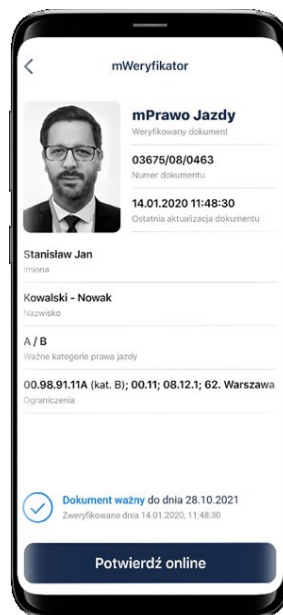 mWeryfikator
mPrawo Jazdy
Weryfikowany dokument
03675/08/0463
Numer dokumentu
14.01.2020 11:48:30
Ostatnia aktualizacja dokumentu
Stanisław Jan
Imiona
Kowalski - Nowak
Nazwisko
A / B
Ważne kategorie prawa jazdy
00.98.91.11A (kat. B); 00.11; 08.12.1; 62. Warszawa
Ograniczenia
Dokument ważny do dnia 28.10.2021
Zweryfikowano dnia 14.01.2020, 11:48:30
Potwierdź online